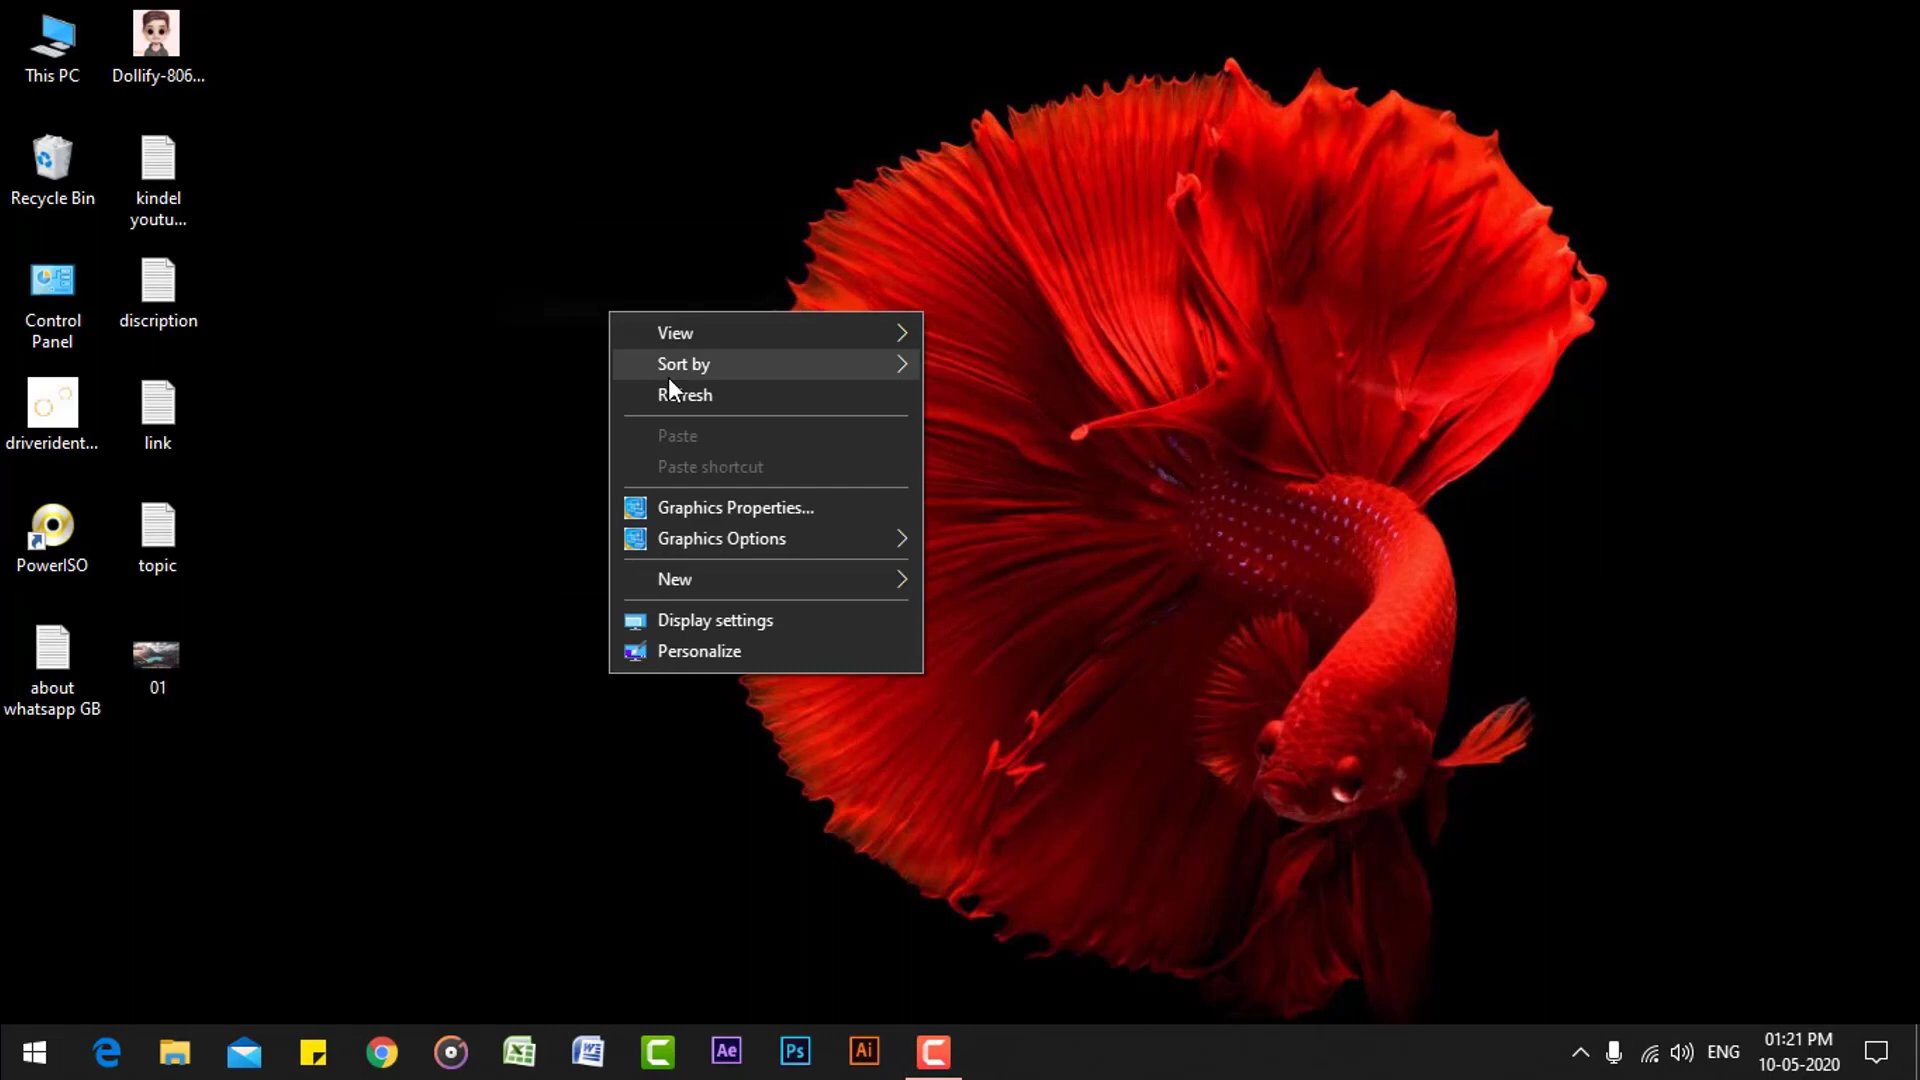 This PC
Dollify-806...
Recycle Bin
kindel
youtu...
Control
Panel
discription
driverident...
link
PowerISO
topic
about
whatsapp GB
01
View
Sort by
Refresh
Paste
Paste shortcut
Graphics Properties...
Graphics Options
New
Display settings
Personalize
Ae
Ps
Ai
ENG
01:21 PM
10-05-2020